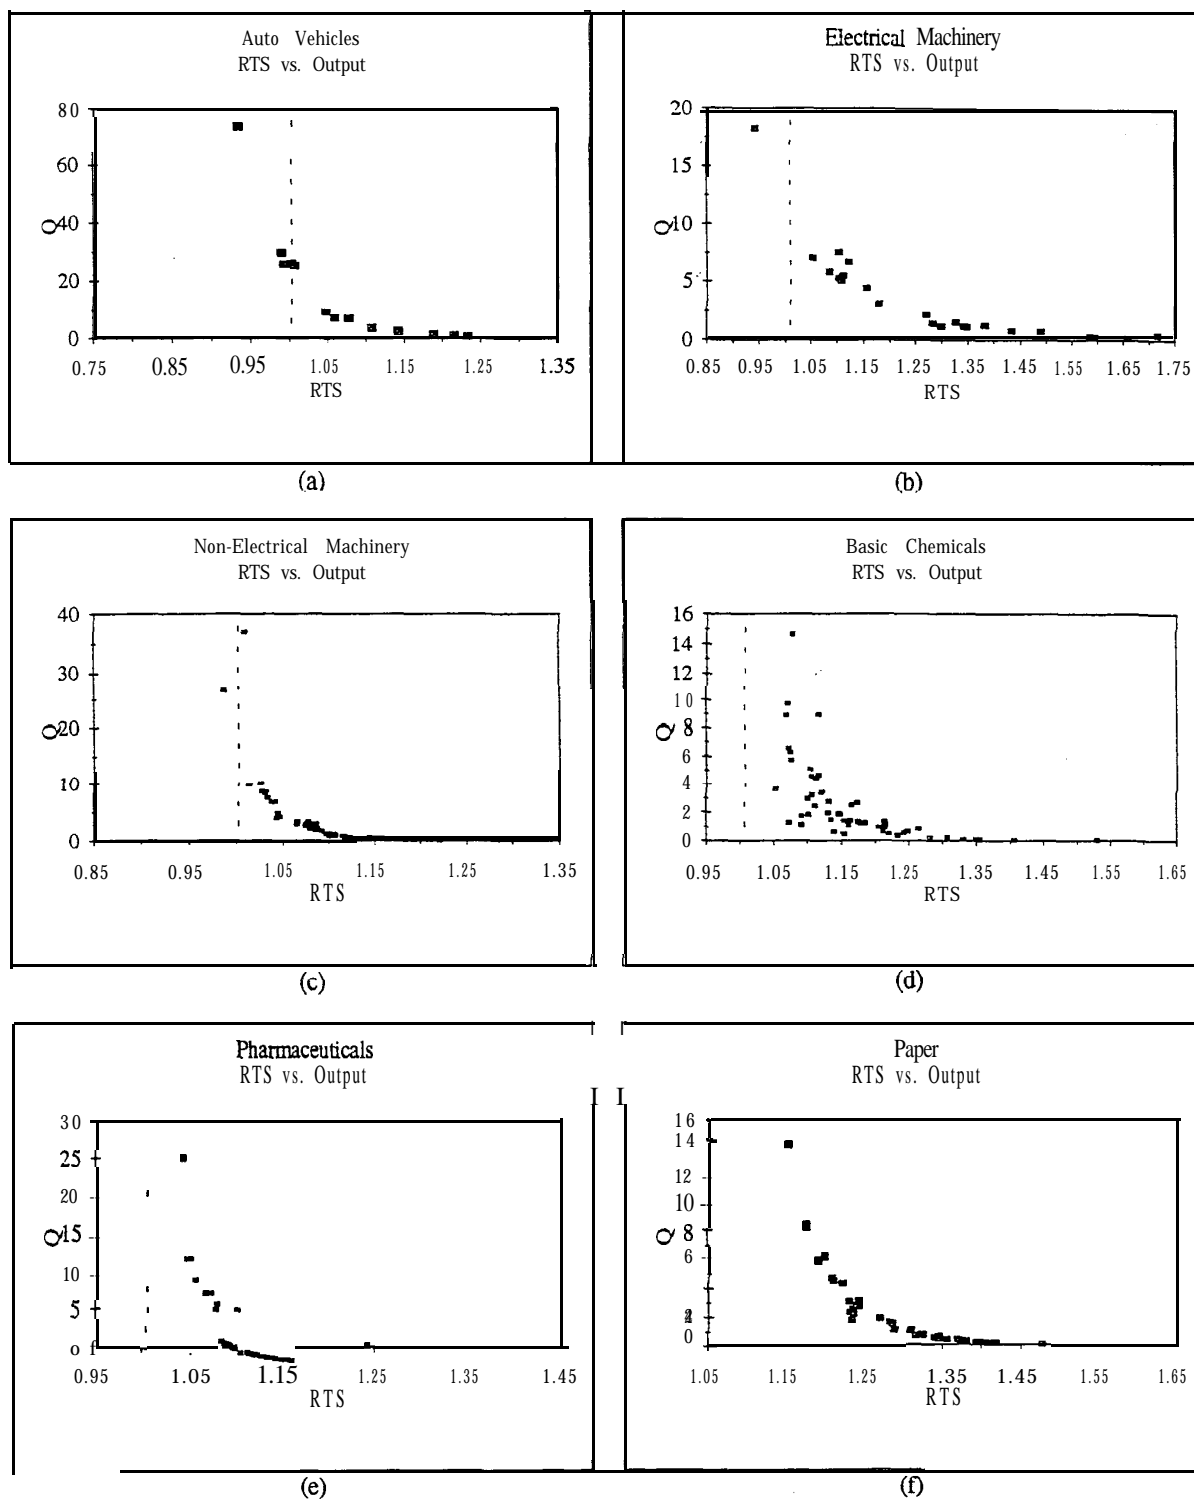 Auto Vehicles
RTS vs. Output
80
60
40
20
0
Q
0.75 0.85 0.95 1.05 1.15 1.25 1.35
RTS
(a)
Electrical Machinery
RTS vs. Output
20
15
10
5
0
Q
0.85 0.95 1.05 1.15 1.25 1.35 1.45 1.55 1.65 1.75
RTS
(b)
Non-Electrical Machinery
RTS vs. Output
40
30
20
10
0
Q
0.85 0.95 1.05 1.15 1.25 1.35
RTS
(c)
Basic Chemicals
RTS vs. Output
16
14
12
10
8
6
4
2
0
Q
0.95 1.05 1.15 1.25 1.35 1.45 1.55 1.65
RTS
(d)
Pharmaceuticals
RTS vs. Output
30
25
20
15
10
5
o
Q
0.95 1.05 1.15 1.25 1.35 1.45
RTS
(e)
I I
Paper
RTS vs. Output
16
14
12
10
8
6
2
0
Q
1.05 1.15 1.25 1.35 1.45 1.55 1.65
RTS
(f)